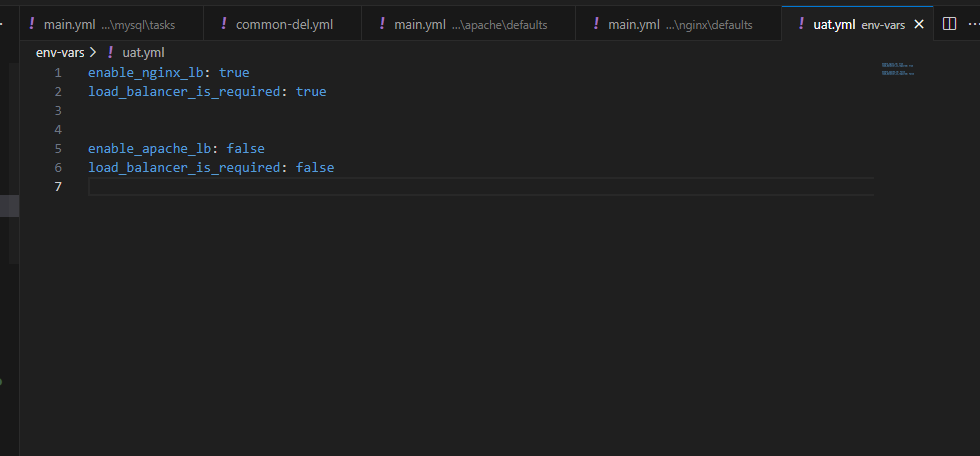 ! main.yml ...\mysql\tasks ! common-del.yml ! main.yml ...\apache\defaults ! main.yml ...\nginx\defaults ! uat.yml env-vars ✕ ...
env-vars > ! uat.yml
1 enable_nginx_lb: true
2 load_balancer_is_required: true
3
4
5 enable_apache_lb: false
6 load_balancer_is_required: false
7